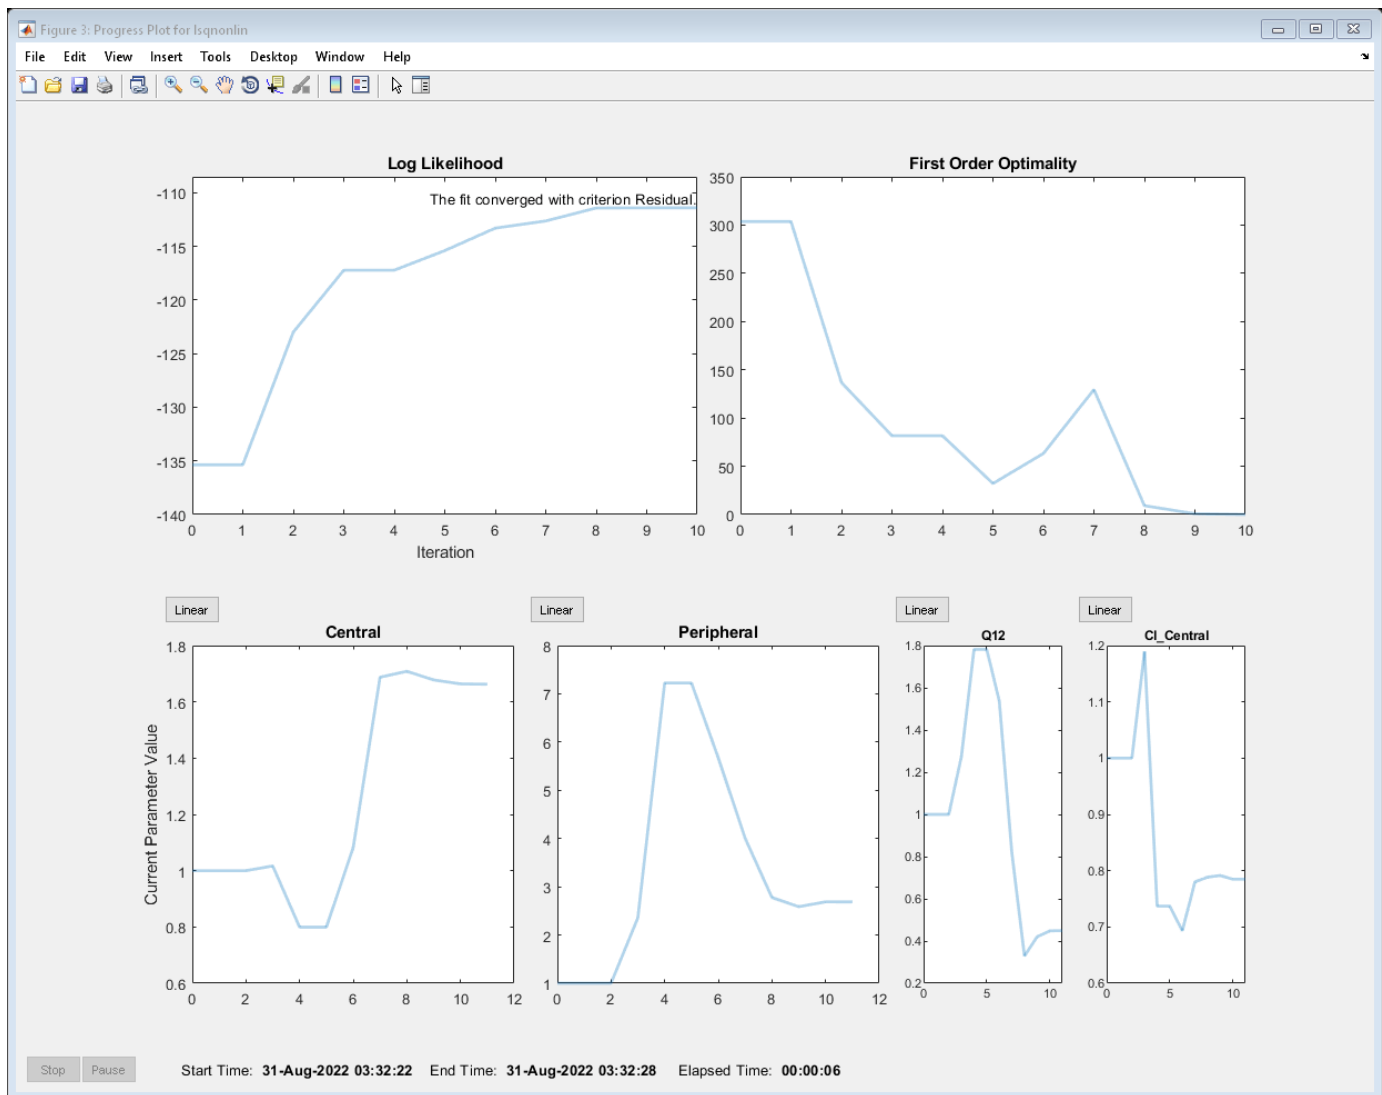 Figure 3: Progress Plot for lsqnonlin
File Edit View Insert Tools Desktop Window Help
Log Likelihood
The fit converged with criterion Residual.
-110
-115
-120
-125
-130
-135
-140
0 1 2 3 4 5 6 7 8 9 10
Iteration
First Order Optimality
350
300
250
200
150
100
50
0
0 1 2 3 4 5 6 7 8 9 10
Linear
Central
Current Parameter Value
1.8
1.6
1.4
1.2
1
0.8
0.6
0 2 4 6 8 10 12
Linear
Peripheral
8
7
6
5
4
3
2
1
0 2 4 6 8 10 12
Linear
Q12
1.8
1.6
1.4
1.2
1
0.8
0.6
0.4
0.2
0 5 10
Linear
Cl_Central
1.2
1.1
1
0.9
0.8
0.7
0.6
0 5 10
Stop Pause Start Time: 31-Aug-2022 03:32:22 End Time: 31-Aug-2022 03:32:28 Elapsed Time: 00:00:06